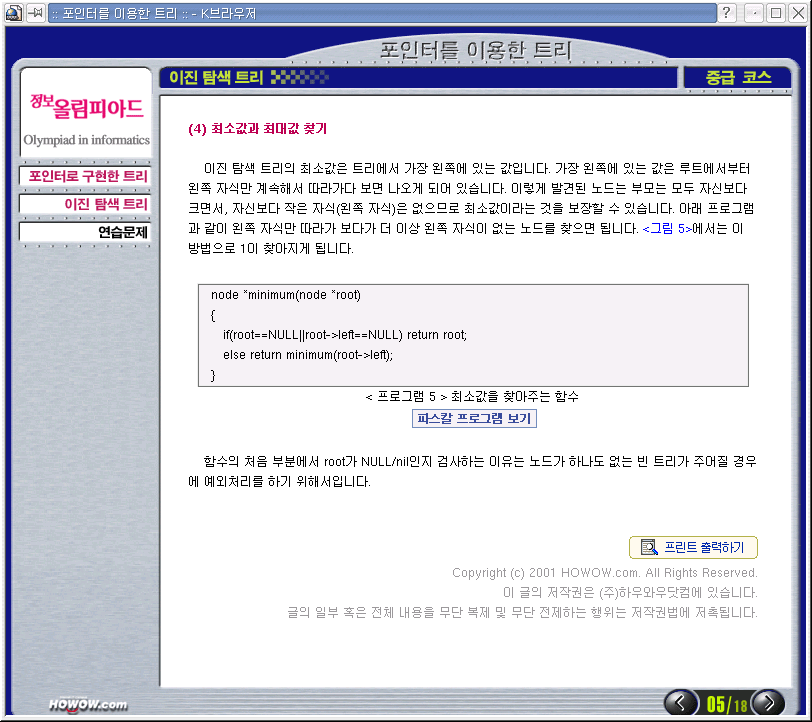 :: 포인터를 이용한 트리 :: - K브라우저
포인터를 이용한 트리
이진 탐색 트리
중급 코스
정보올림피아드
Olympiad in informatics
포인터로 구현한 트리
이진 탐색 트리
연습문제
(4) 최소값과 최대값 찾기
이진 탐색 트리의 최소값은 트리에서 가장 왼쪽에 있는 값입니다. 가장 왼쪽에 있는 값은 루트에서부터
왼쪽 자식만 계속해서 따라가다 보면 나오게 되어 있습니다. 이렇게 발견된 노드는 부모는 모두 자신보다
크면서, 자신보다 작은 자식(왼쪽 자식)은 없으므로 최소값이라는 것을 보장할 수 있습니다. 아래 프로그램
과 같이 왼쪽 자식만 따라가 보다가 더 이상 왼쪽 자식이 없는 노드를 찾으면 됩니다. <그림 5>에서는 이
방법으로 1이 찾아지게 됩니다.
node *minimum(node *root)
{
if(root==NULL||root->left==NULL) return root;
else return minimum(root->left);
}
< 프로그램 5 > 최소값을 찾아주는 함수
파스칼 프로그램 보기
함수의 처음 부분에서 root가 NULL/nil인지 검사하는 이유는 노드가 하나도 없는 빈 트리가 주어질 경우
에 예외처리를 하기 위해서입니다.
프린트 출력하기
Copyright (c) 2001 HOWOW.com. All Rights Reserved.
이 글의 저작권은 (주)하우와우닷컴에 있습니다.
글의 일부 혹은 전체 내용을 무단 복제 및 무단 전제하는 행위는 저작권법에 저촉됩니다.
HOWOW.com
05/18